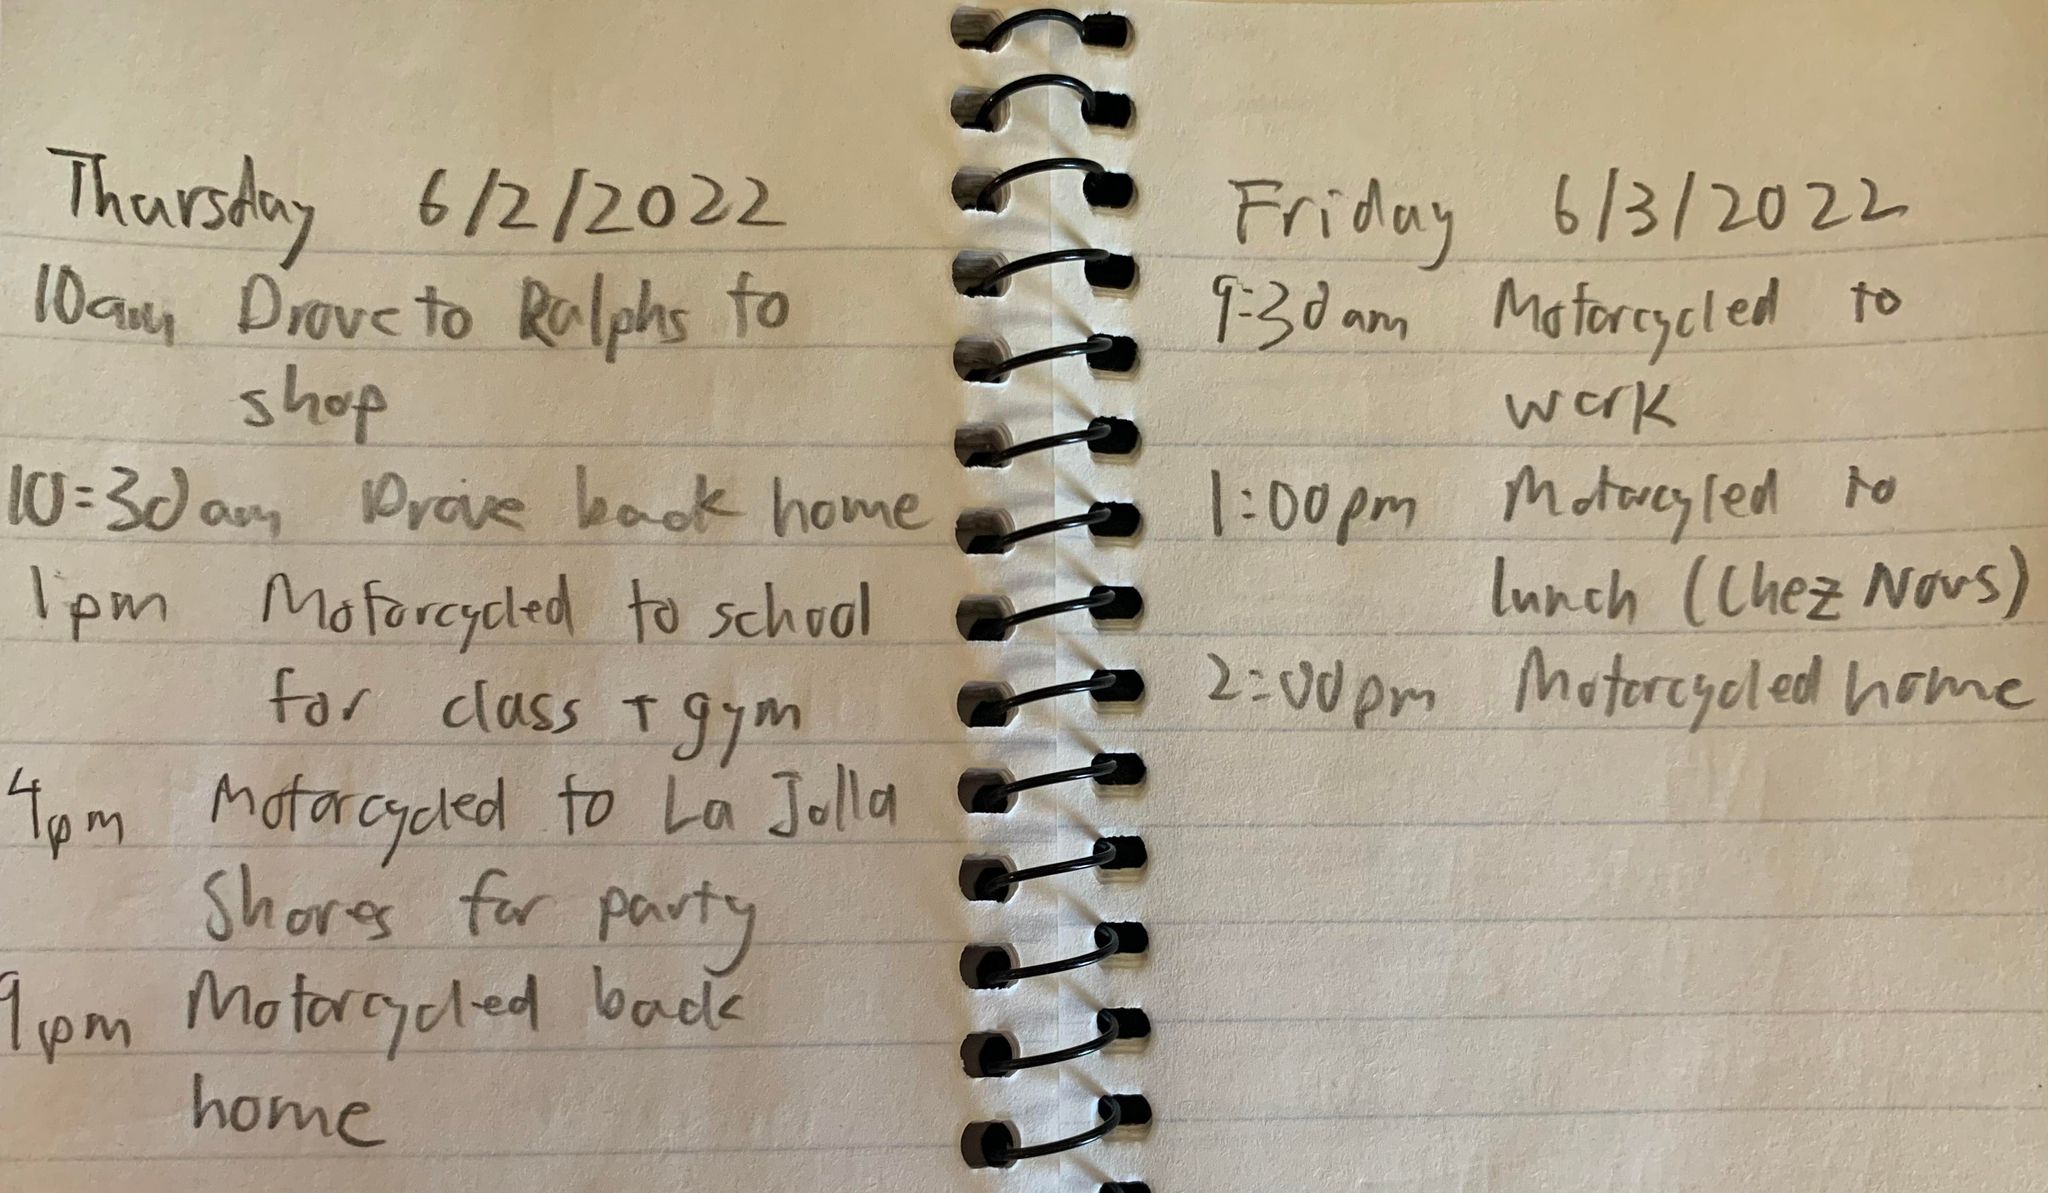 Thursday 6/2/2022
10am Drove to Ralphs to
shop
10:30am Drove back home
1pm Motorcycled to school
for class + gym
4pm Motorcycled to La Jolla
Shores for party
9pm Motorcycled back
home
Friday 6/3/2022
9:30am Motorcycled to
work
1:00pm Motorcycled to
lunch (Chez Nous)
2:00pm Motorcycled home